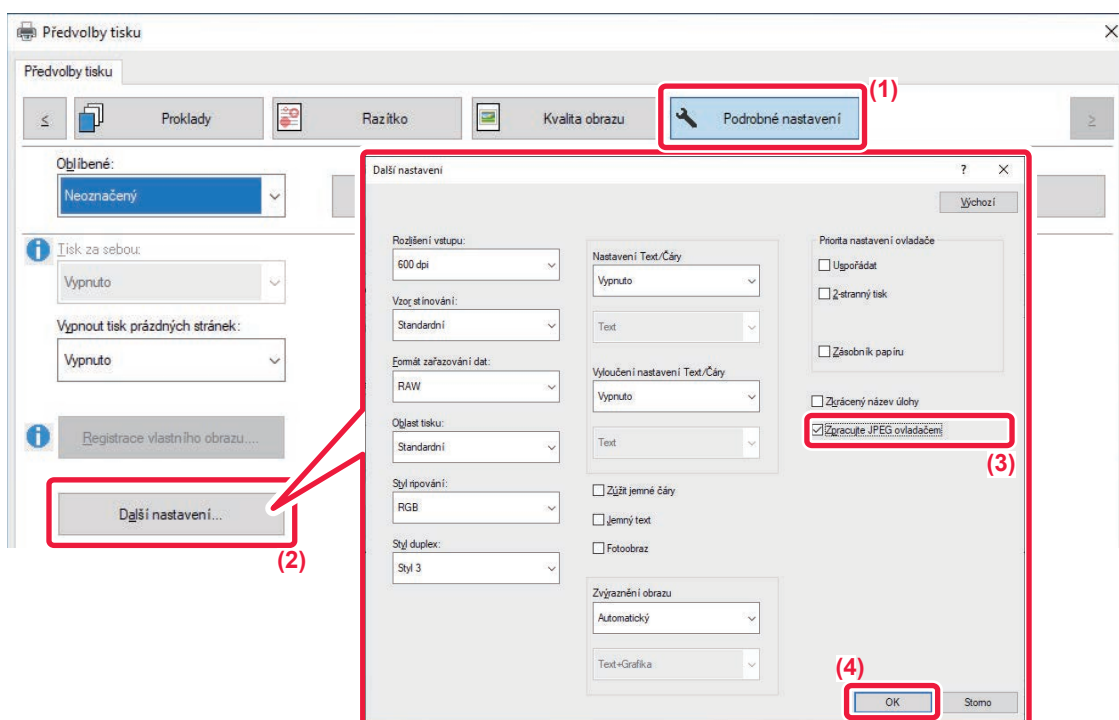 Předvolby tisku
Předvolby tisku
(1)
<
Proklady
Razítko
Kvalita obrazu
Podrobné nastavení
>
Oblíbené:
Neoznačený
Tisk za sebou:
Vypnuto
Vypnout tisk prázdných stránek:
Vypnuto
Registrace vlastního obrazu....
Další nastavení...
(2)
Další nastavení
?
Výchozí
Rozlišení vstupu:
600 dpi
Vzor stínování:
Standardní
Formát zařazování dat:
RAW
Oblast tisku:
Standardní
Styl ripování:
RGB
Styl duplex:
Styl 3
Nastavení Text/Čáry
Vypnuto
Text
Vyloučení nastavení Text/Čáry
Vypnuto
Text
Zúžit jemné čáry
Jemný text
Fotoobraz
Zvýraznění obrazu
Automatický
Text+Grafika
Priorita nastavení ovladače
Uspořádat
2-stranný tisk
Zásobník papíru
Zkrácený název úlohy
Zpracujte JPEG ovladačem
(3)
(4)
OK
Storno